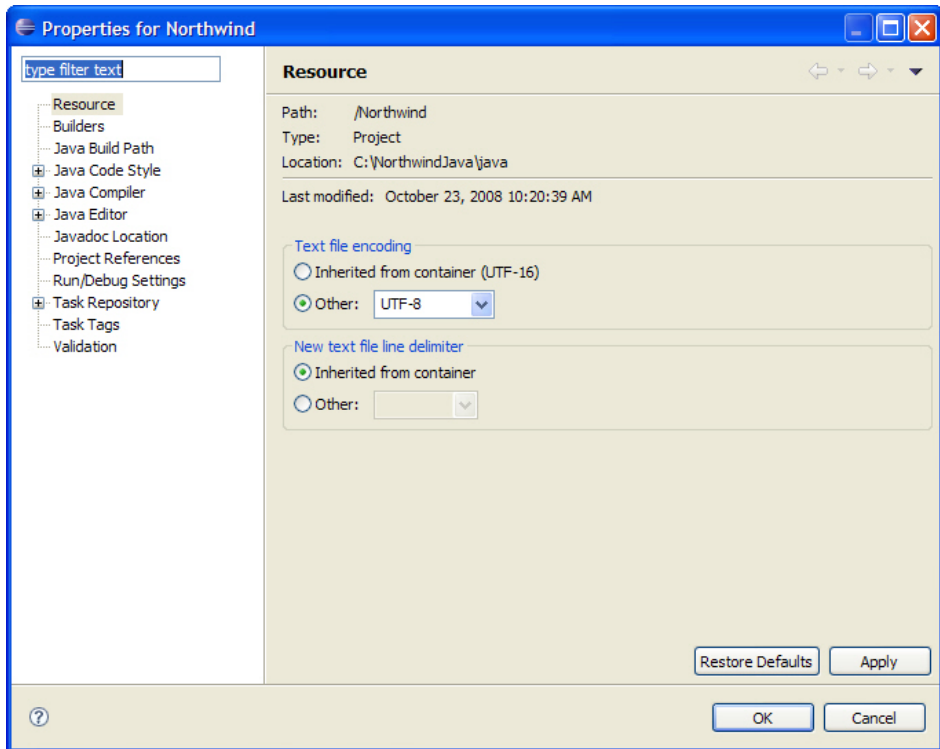 Properties for Northwind
type filter text
Resource
Builders
Java Build Path
Java Code Style
Java Compiler
Java Editor
Javadoc Location
Project References
Run/Debug Settings
Task Repository
Task Tags
Validation
Resource
Path: /Northwind
Type: Project
Location: C:\NorthwindJava\java
Last modified: October 23, 2008 10:20:39 AM
Text file encoding
Inherited from container (UTF-16)
Other: UTF-8
New text file line delimiter
Inherited from container
Other:
Restore Defaults Apply
? OK Cancel